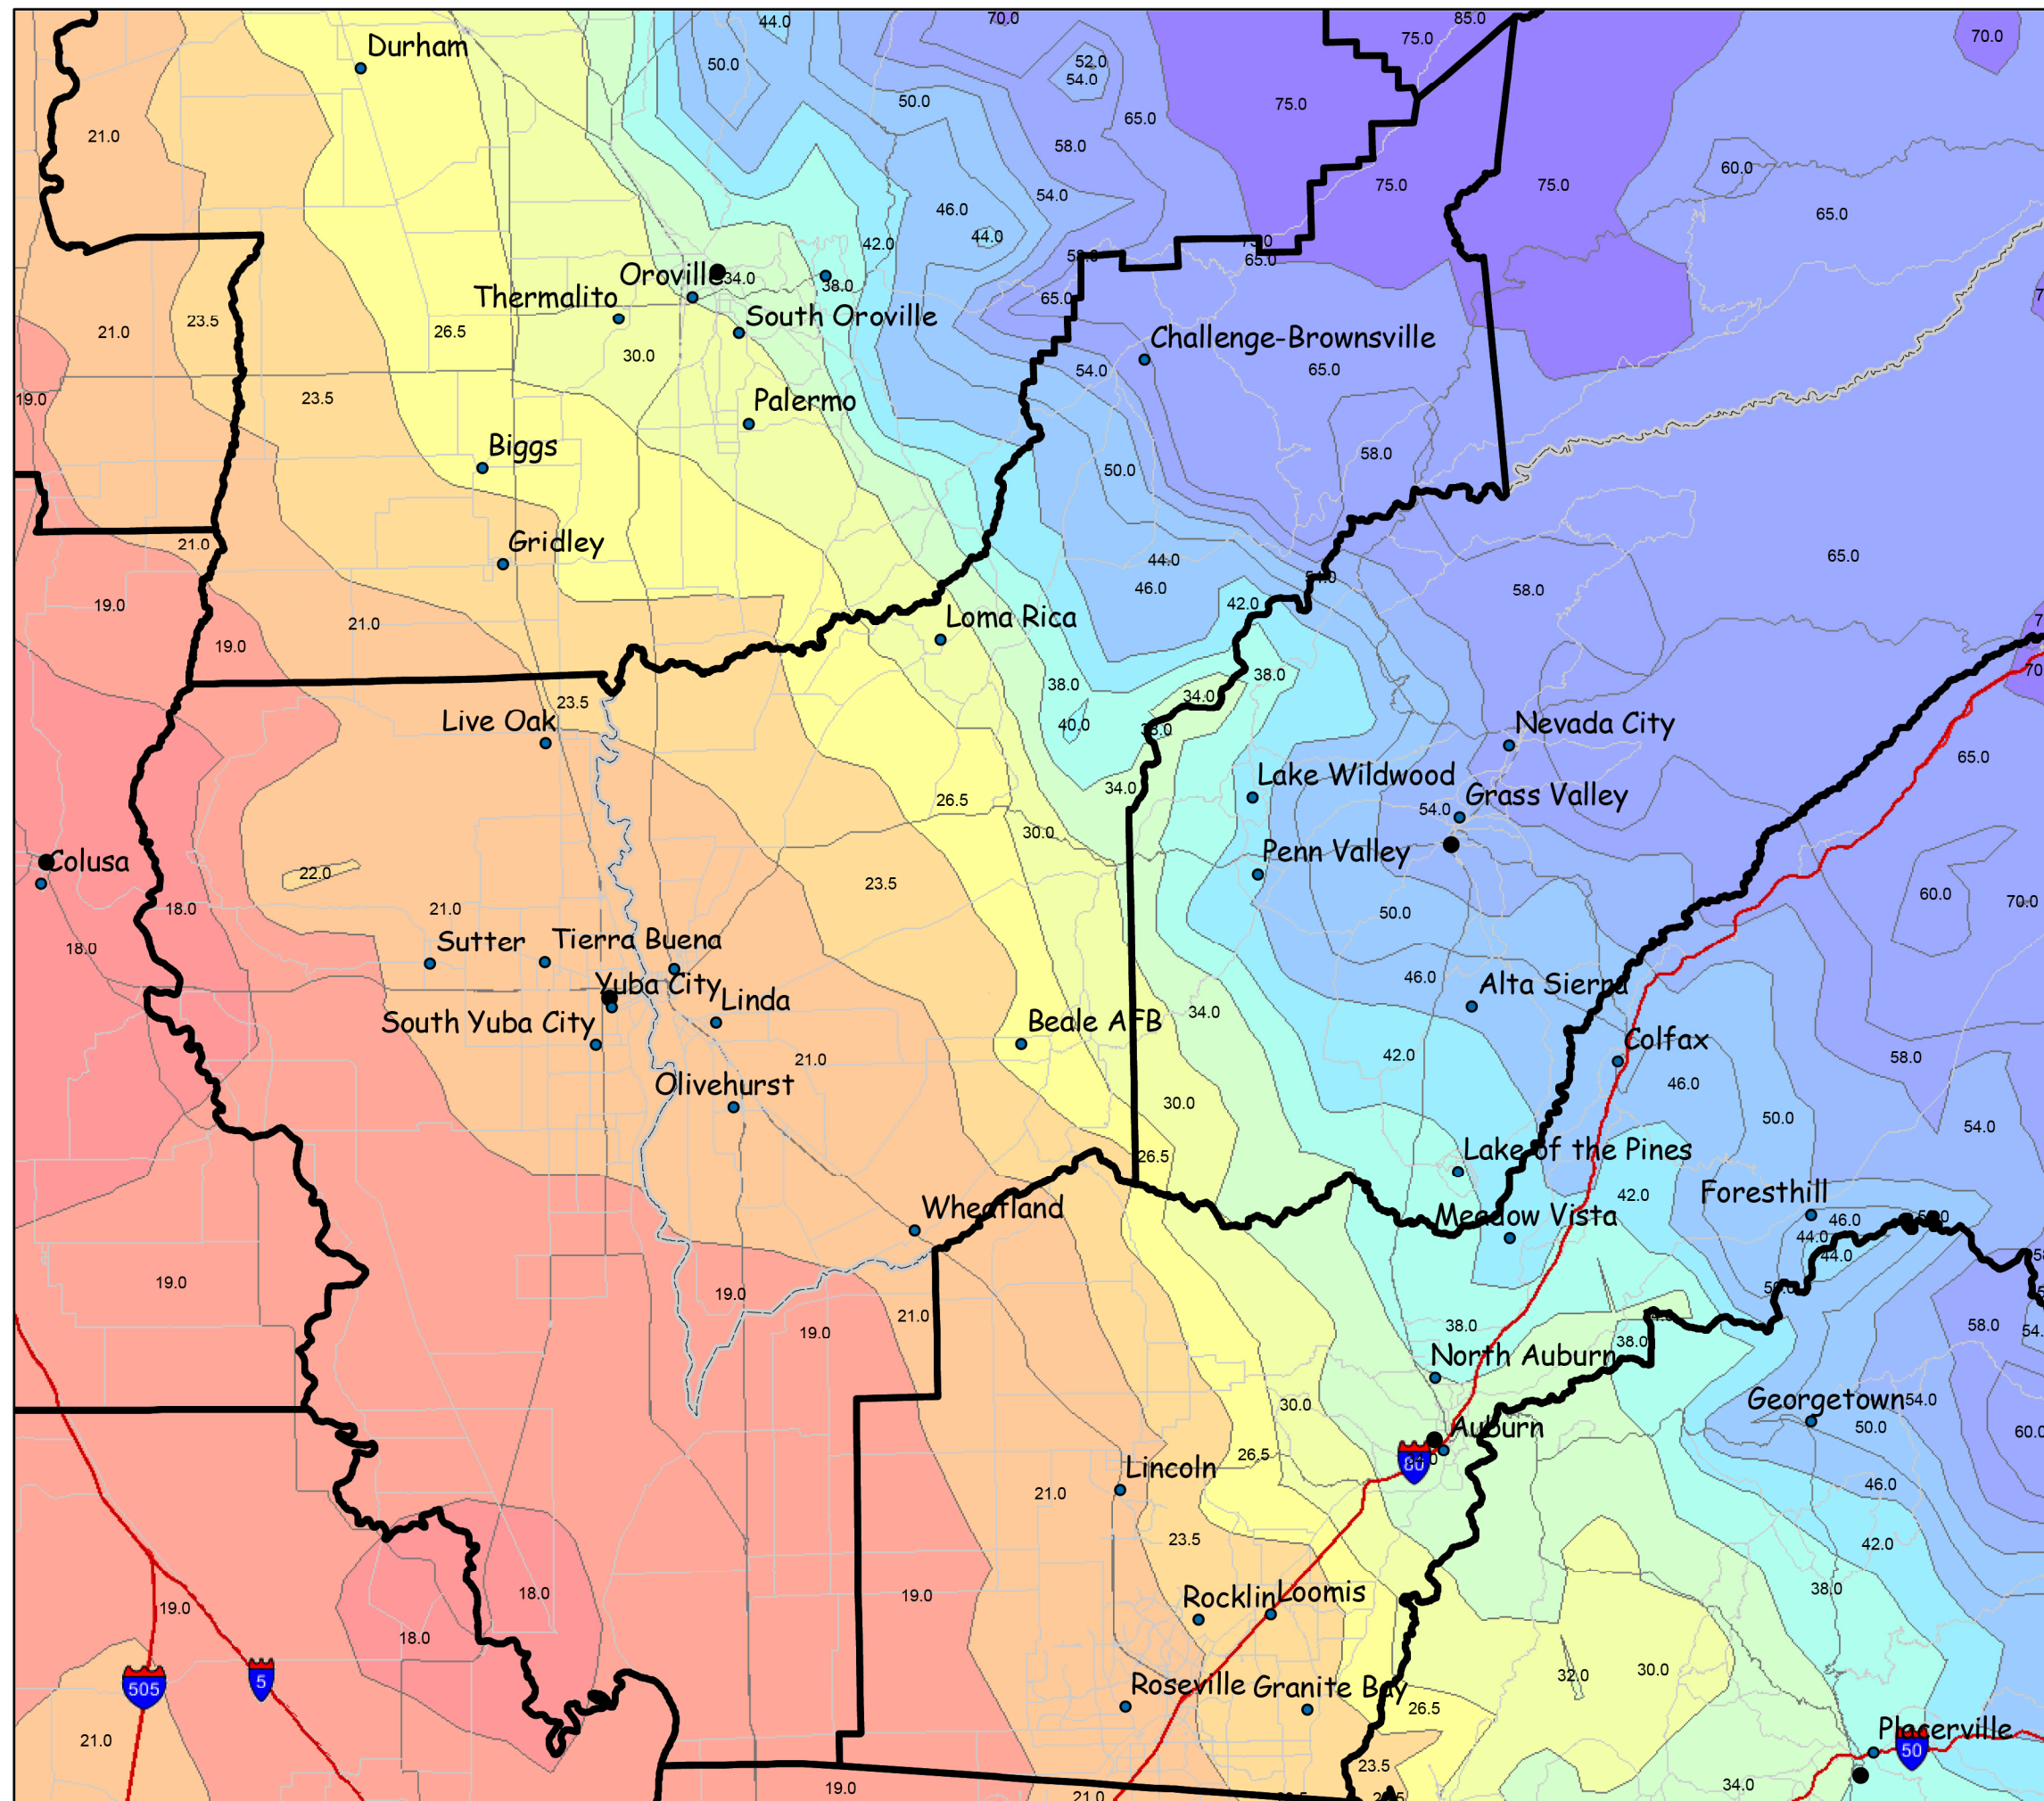 44.0
70.0
85.0
75.0
70.0
Durham
50.0
52.0
54.0
50.0
65.0
75.0
21.0
58.0
60.0
75.0
75.0
54.0
46.0
65.0
44.0
42.0
65.0
Oroville
34.0
38.0
Thermalito
65.0
South Oroville
21.0
23.5
26.5
30.0
Challenge-Brownsville
54.0
65.0
19.0
23.5
Palermo
Biggs
58.0
50.0
Gridley
21.0
44.0
65.0
46.0
58.0
19.0
42.0
21.0
Loma Rica
19.0
38.0
38.0
34.0
23.5
Live Oak
40.0
Nevada City
65.0
Lake Wildwood
34.0
26.5
54.0
Grass Valley
30.0
Colusa
Penn Valley
22.0
23.5
60.0
70.0
18.0
21.0
50.0
18.0
Sutter
Tierra Buena
46.0
Yuba City
Linda
Alta Sierra
South Yuba City
Beale AFB
34.0
Colfax
21.0
42.0
58.0
Olivehurst
46.0
30.0
50.0
54.0
26.5
Lake of the Pines
Wheatland
42.0
Foresthill
Meadow Vista
46.0
44.0
44.0
19.0
19.0
21.0
19.0
38.0
58.0
38.0
North Auburn
30.0
Georgetown
54.0
50.0
60.0
Auburn
26.5
80
Lincoln
21.0
46.0
23.5
42.0
18.0
19.0
Rocklin
Loomis
38.0
19.0
18.0
32.0
30.0
505
5
Roseville
Granite Bay
26.5
21.0
Placerville
50
23.5
19.0
34.0
21.0